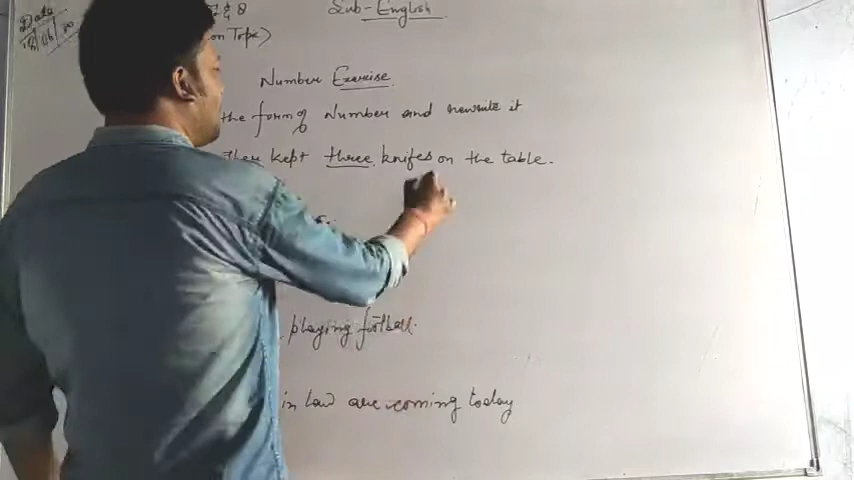 Date
Sub-English
on Topic)
Number Exercise
the form of Number and rewrite it
They kept three knifes on the table.
playing football.
in law are coming today